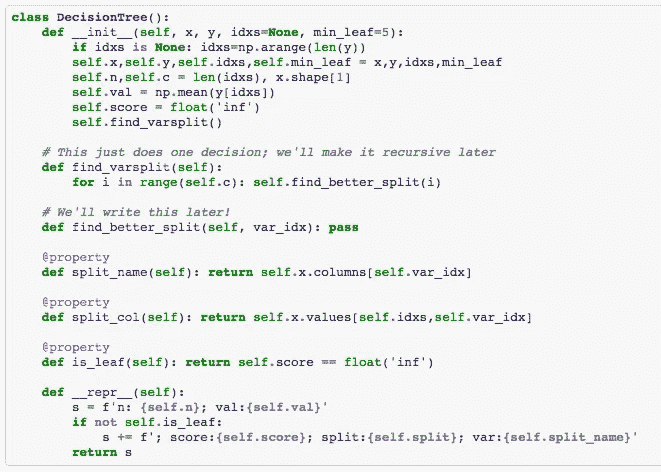 class DecisionTree():
    def __init__(self, x, y, idxs=None, min_leaf=5):
        if idxs is None: idxs=np.arange(len(y))
        self.x,self.y,self.idxs,self.min_leaf = x,y,idxs,min_leaf
        self.n,self.c = len(idxs), x.shape[1]
        self.val = np.mean(y[idxs])
        self.score = float('inf')
        self.find_varsplit()

    # This just does one decision; we'll make it recursive later
    def find_varsplit(self):
        for i in range(self.c): self.find_better_split(i)

    # We'll write this later!
    def find_better_split(self, var_idx): pass

    @property
    def split_name(self): return self.x.columns[self.var_idx]

    @property
    def split_col(self): return self.x.values[self.idxs,self.var_idx]

    @property
    def is_leaf(self): return self.score == float('inf')

    def __repr__(self):
        s = f'n: {self.n}; val:{self.val}'
        if not self.is_leaf:
            s += f'; score:{self.score}; split:{self.split}; var:{self.split_name}'
        return s